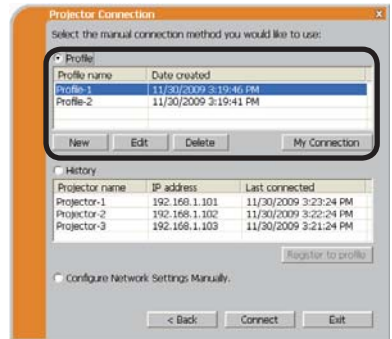 Projector Connection X
Select the manual connection method you would like to use:
Profile
Profile name Date created
Profile-1 11/30/2009 3:19:46 PM
Profile-2 11/30/2009 3:19:41 PM
New Edit Delete My Connection
History
Projector name IP address Last connected
Projector-1 192.168.1.101 11/30/2009 3:23:24 PM
Projector-2 192.168.1.102 11/30/2009 3:22:24 PM
Projector-3 192.168.1.103 11/30/2009 3:21:24 PM
Register to profile
Configure Network Settings Manually.
< Back Connect Exit